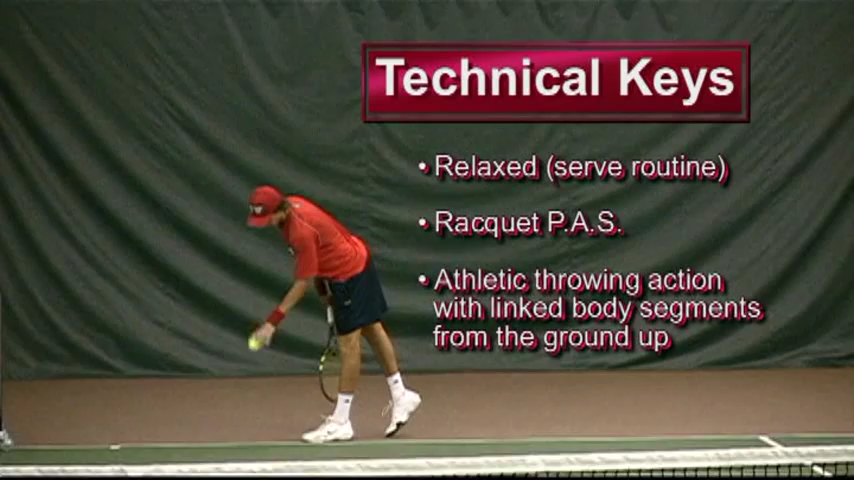 Technical Keys
• Relaxed (serve routine)
• Racquet P.A.S.
• Athletic throwing action
with linked body segments
from the ground up